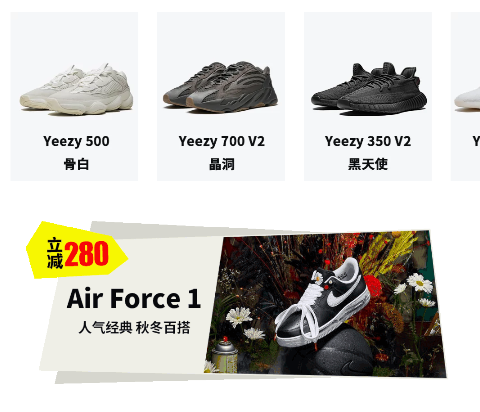 Yeezy 500
骨白
Yeezy 700 V2
晶洞
Yeezy 350 V2
黑天使
Y
立减280
Air Force 1
人气经典 秋冬百搭